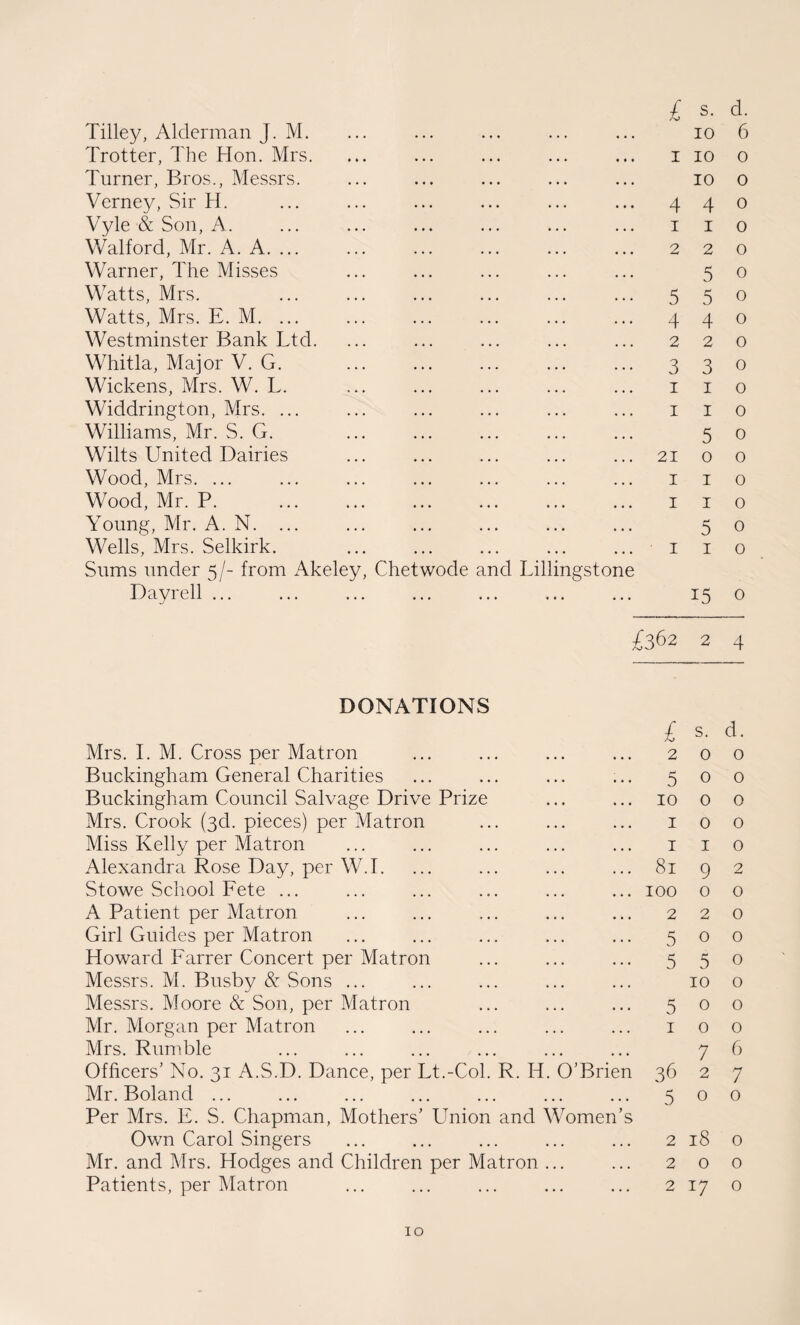 £ s. d.
Tilley, Alderman J. M. ... ... ... ... ... 10 6
Trotter, The Hon. Mrs. ... ... ... ... ... 1 10 0
Turner, Bros., Messrs. ... ... ... ... ... 10 0
Verney, Sir H. ... ... ... ... ... ... 4 4 0
Vyle & Son, A. ... ... ... ... ... ... 1 1 0
Walford, Mr. A. A. ... ... ... ... ... ... 2 2 0
Warner, The Misses ... ... ... ... ... 5 0
Watts, Mrs. ... ... ... ... ... ... 5 5 0
Watts, Mrs. E. M. ... ... ... ... ... ... 4 4 0
Westminster Bank Ltd. ... ... ... ... ... 2 2 0
Whitla, Major V. G. ... ... ... ... ... 3 3 0
Wickens, Mrs. W. L. ... ... ... ... ... 1 1 0
Widdrington, Mrs. ... ... ... ... ... ... 1 1 0
Williams, Mr. S. G. ... ... ... ... ... 5 0
Wilts United Dairies ... ... ... ... ... 21 0 0
Wood, Mrs. ... ... ... ... ... ... ... 1 1 0
Wood, Mr. P. ... ... ... ... ... ... 1 1 0
Young, Mr. A. N. ... ... ... ... ... ... 5 0
Wells, Mrs. Selkirk. ... ... ... ... ... 1 1 0
Sums under 5/- from Akeley, Chetwode and Lillingstone
Dayrell ... ... ... ... ... ... ... 15 0
£362 2 4
DONATIONS
£ s. d.
Mrs. I. M. Cross per Matron ... ... ... ... 2 0 0
Buckingham General Charities ... ... ... ... 5 0 0
Buckingham Council Salvage Drive Prize ... ... 10 0 0
Mrs. Crook (3d. pieces) per Matron ... ... ... 1 0 0
Miss Kelly per Matron ... ... ... ... ... 1 1 0
Alexandra Rose Day, per W.I. ... ... ... ... ... 81 9 2
Stowe School Fete ... ... ... ... ... ... 100 0 0
A Patient per Matron ... ... ... ... ... 2 2 0
Girl Guides per Matron ... ... ... ... ... 5 0 0
Howard Farrer Concert per Matron ... ... ... 5 5 0
Messrs. M. Busby & Sons ... ... ... ... ... 10 0
Messrs. Moore & Son, per Matron ... ... ... 5 0 0
Mr. Morgan per Matron ... ... ... ... ... 1 0 0
Mrs. Rumble ... ... ... ... ... ... 7 6
Officers' No. 31 A.S.D. Dance, per Lt.-Col. R. H. O'Brien 36 2 7
Mr. Boland ... ... ... ... ... ... ... 5 0 0
Per Mrs. E. S. Chapman, Mothers' Union and Women's
Own Carol Singers ... ... ... ... ... 2 18 0
Mr. and Mrs. Hodges and Children per Matron ... ... 2 0 0
Patients, per Matron ... ... ... ... ... 2 17 0
10